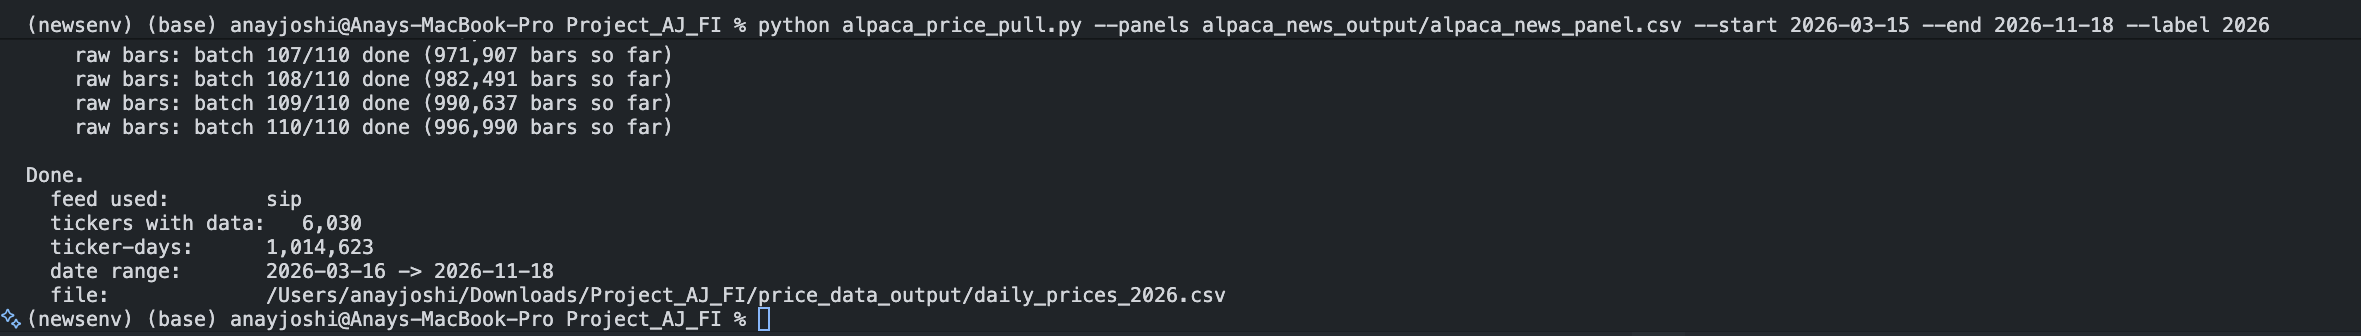 (newsenv) (base) anayjoshi@Anays-MacBook-Pro Project_AJ_FI % python alpaca_price_pull.py --panels alpaca_news_output/alpaca_news_panel.csv --start 2026-03-15 --end 2026-11-18 --label 2026
raw bars: batch 107/110 done (971,907 bars so far)
raw bars: batch 108/110 done (982,491 bars so far)
raw bars: batch 109/110 done (990,637 bars so far)
raw bars: batch 110/110 done (996,990 bars so far)
Done.
feed used: sip
tickers with data: 6,030
ticker-days: 1,014,623
date range: 2026-03-16 -> 2026-11-18
file: /Users/anayjoshi/Downloads/Project_AJ_FI/price_data_output/daily_prices_2026.csv
(newsenv) (base) anayjoshi@Anays-MacBook-Pro Project_AJ_FI %